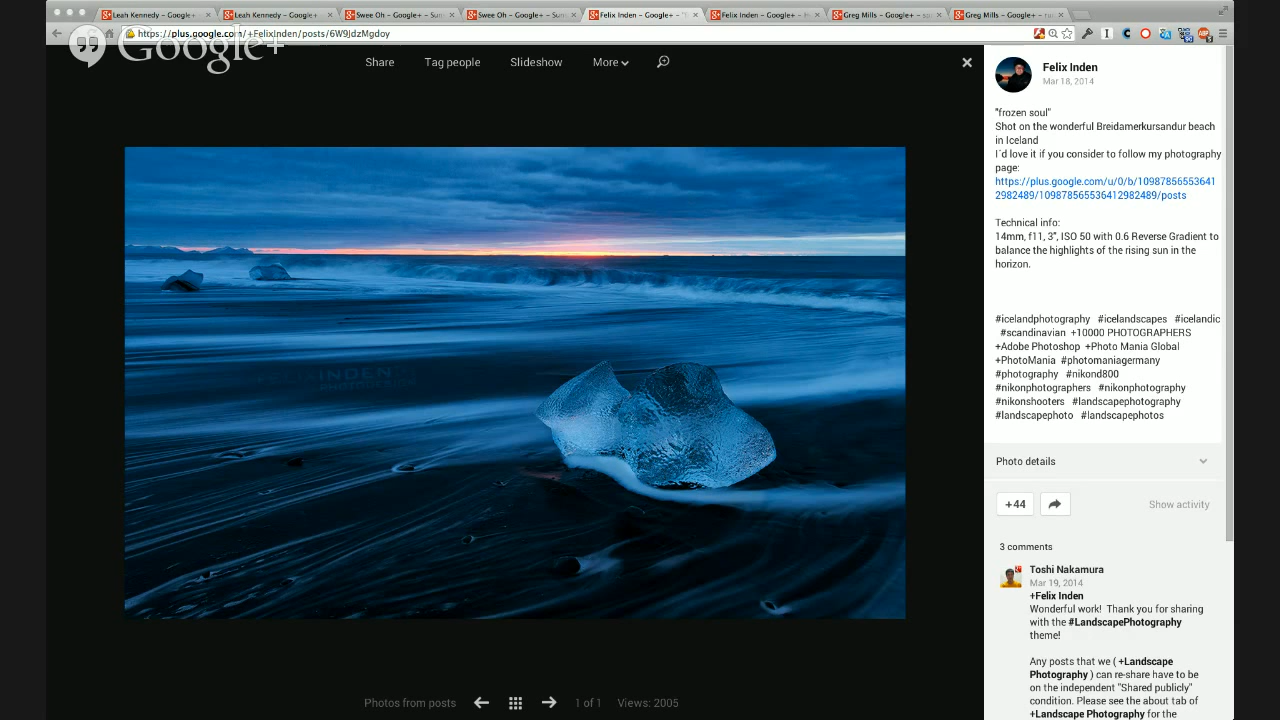 Leah Kennedy - Google+
Leah Kennedy - Google+
Swee Oh - Google+ - Sun
Swee Oh - Google+ - Sun
Felix Inden - Google+ - "f
Felix Inden - Google+ -
Greg Mills - Google+ - s
Greg Mills - Google+ -
https://plus.google.com/+FelixInden/posts/6W9JdzMgdoy
Google+
Share
Tag people
Slideshow
More
Felix Inden
Mar 18, 2014
"frozen soul"
Shot on the wonderful Breidamerkursandur beach
in Iceland
I´d love it if you consider to follow my photography
page:
https://plus.google.com/u/0/b/10987856553641
2982489/109878565536412982489/posts
Technical info:
14mm, f11, 3", ISO 50 with 0.6 Reverse Gradient to
balance the highlights of the rising sun in the
horizon.
#icelandphotography #icelandscapes #icelandic
#scandinavian +10000 PHOTOGRAPHERS
+Adobe Photoshop +Photo Mania Global
+PhotoMania #photomaniagermany
#photography #nikond800
#nikonphotographers #nikonphotography
#nikonshooters #landscapephotography
#landscapephoto #landscapephotos
FELIXINDEN
PHOTODESIGN
Photo details
+44
Show activity
3 comments
Toshi Nakamura
Mar 19, 2014
+Felix Inden
Wonderful work! Thank you for sharing
with the #LandscapePhotography
theme!
Any posts that we ( +Landscape
Photography ) can re-share have to be
on the independent "Shared publicly"
condition. Please see the about tab of
+Landscape Photography for the
Photos from posts
1 of 1
Views: 2005